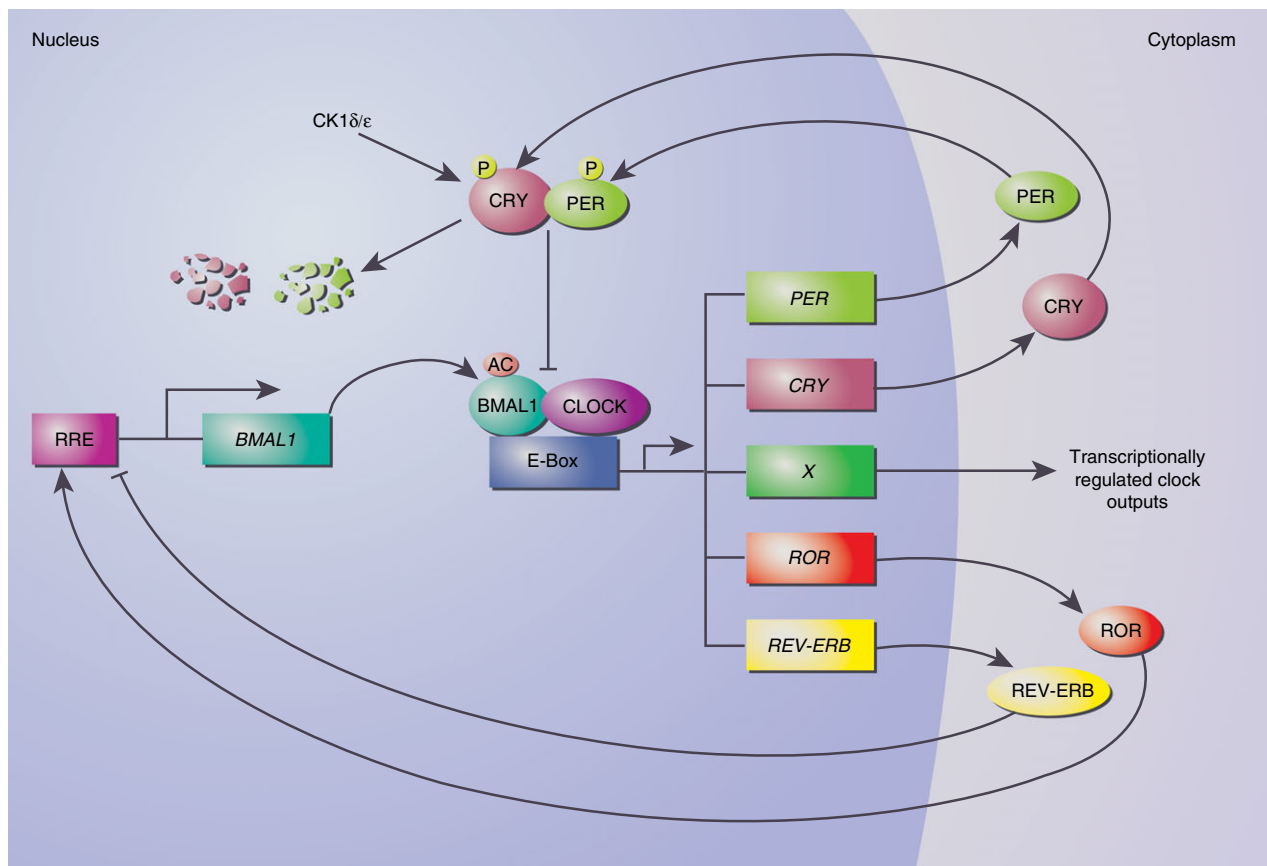 Nucleus
Cytoplasm
CK1δ/ε
P
P
CRY
PER
PER
CRY
PER
CRY
AC
BMAL1
CLOCK
RRE
BMAL1
E-Box
X
Transcriptionally
regulated clock
outputs
ROR
ROR
REV-ERB
REV-ERB